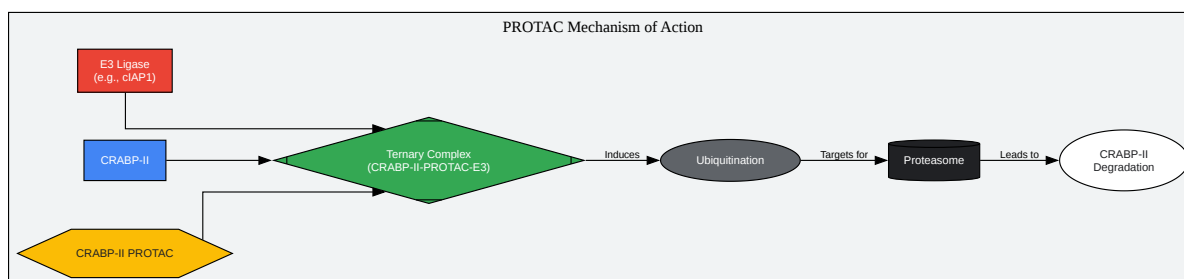 PROTAC Mechanism of Action
E3 Ligase
(e.g., cIAP1)
CRABP-II
Ternary Complex
(CRABP-II-PROTAC-E3)
Induces
Ubiquitination
Targets for
Proteasome
Leads to
CRABP-II
Degradation
CRABP-II PROTAC